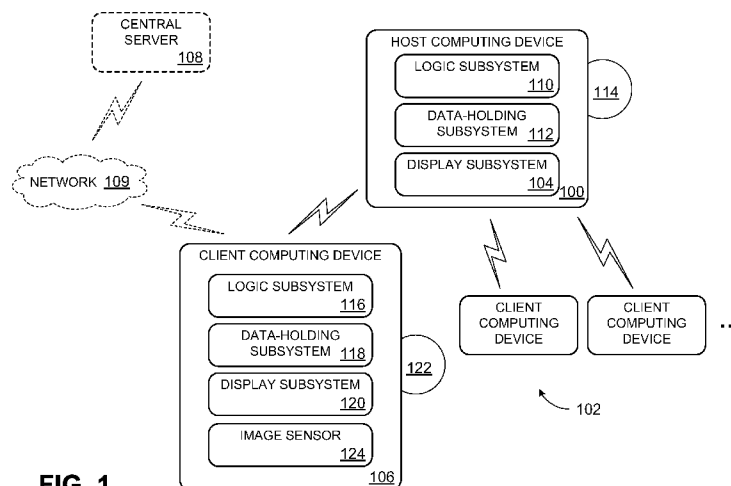 CENTRAL
SERVER
108
NETWORK 109
HOST COMPUTING DEVICE
LOGIC SUBSYSTEM
110
DATA-HOLDING
SUBSYSTEM
112
DISPLAY SUBSYSTEM
104
100
114
CLIENT COMPUTING DEVICE
LOGIC SUBSYSTEM
116
DATA-HOLDING
SUBSYSTEM
118
DISPLAY SUBSYSTEM
120
IMAGE SENSOR
124
106
122
CLIENT
COMPUTING
DEVICE
CLIENT
COMPUTING
DEVICE
..
102
FIG. 1